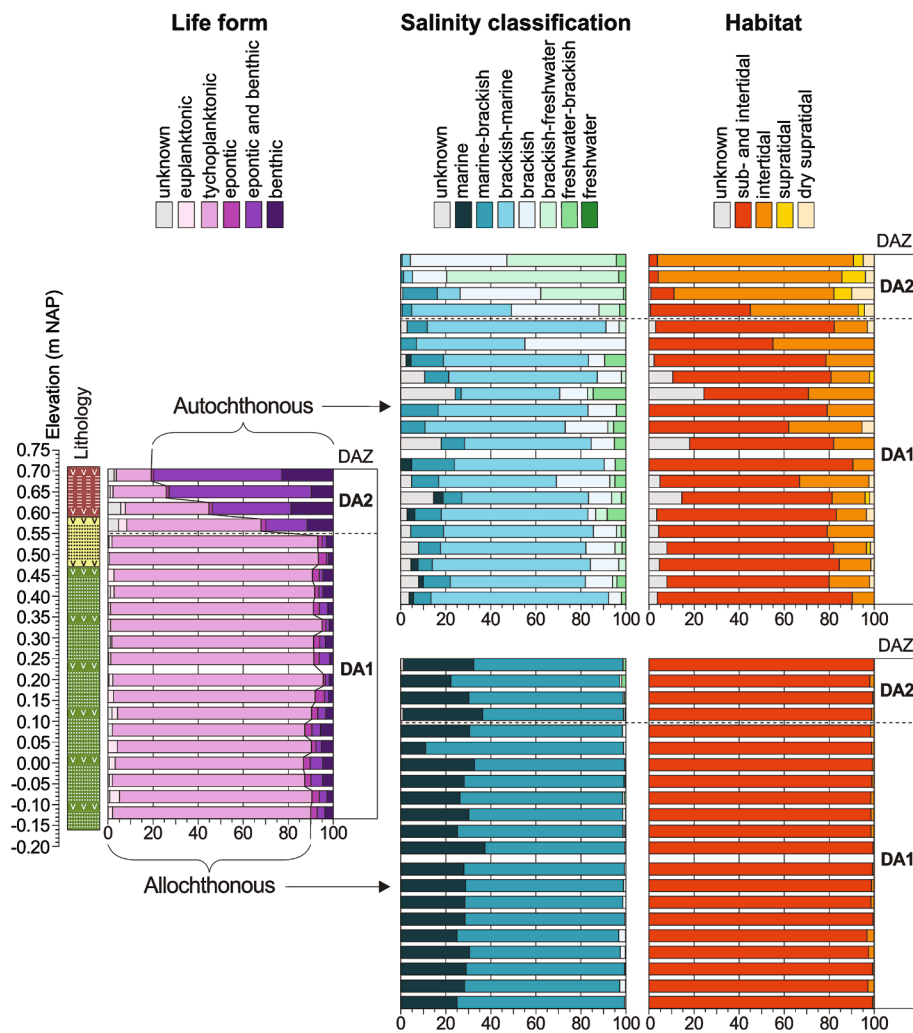 Life form
Salinity classification
Habitat
unknown
euplanktonic
tychoplanktonic
epontic
epontic and benthic
benthic
unknown
marine
marine-brackish
brackish-marine
backish
brackish-freshwater
freshwater-brackish
freshwater
unknown
sub- and intertidal
intertidal
supratidal
dry supratidal
DAZ
DA2
DA1
0 20 40 60 80 100
0 20 40 60 80 100
Autochthonous
Elevation (m NAP)
Lithology
0.75
0.70
0.65
0.60
0.55
0.50
0.45
0.40
0.35
0.30
0.25
0.20
0.15
0.10
0.05
0.00
-0.05
-0.10
-0.15
-0.20
v v v
v v v
v v v
v v v
v v v
v v v
v v v
v v v
v v v
v v v
DAZ
DA2
DA1
0 20 40 60 80 100
Allochthonous
DAZ
DA2
DA1
0 20 40 60 80 100
0 20 40 60 80 100